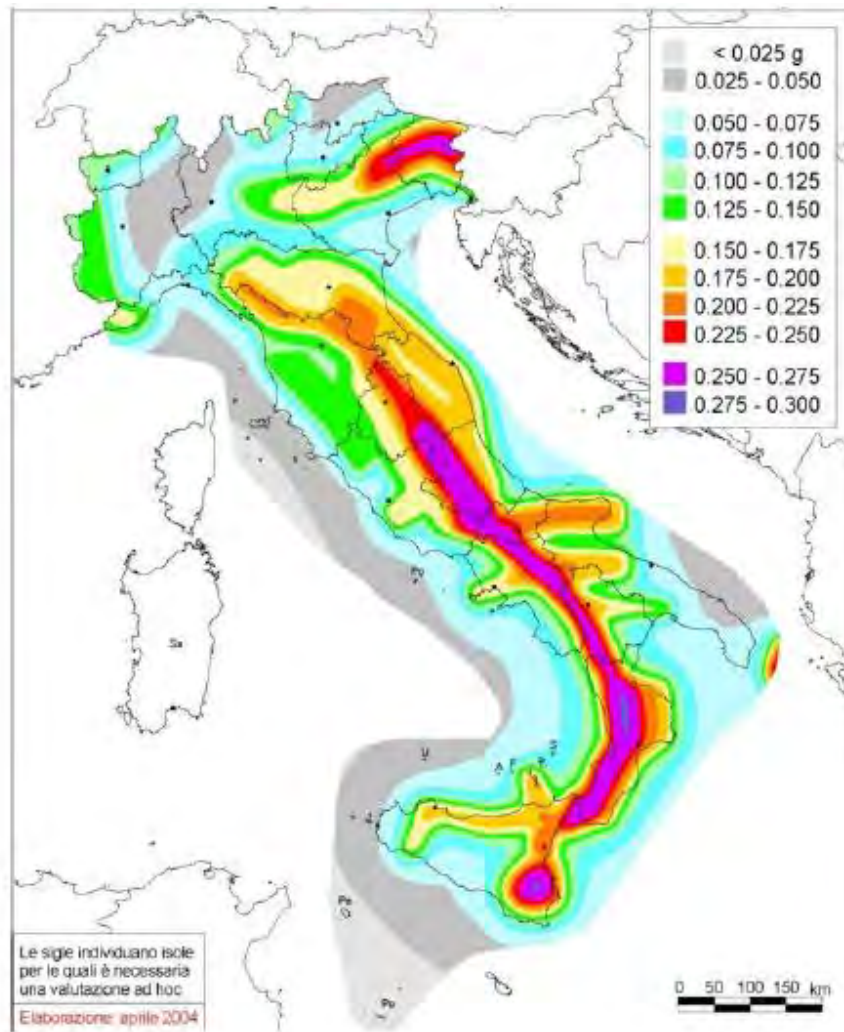 < 0.025 g
0.025 - 0.050
0.050 - 0.075
0.075 - 0.100
0.100 - 0.125
0.125 - 0.150
0.150 - 0.175
0.175 - 0.200
0.200 - 0.225
0.225 - 0.250
0.250 - 0.275
0.275 - 0.300
Sa
U
A
F
P
S
Pa
Pe
Le sigle individuano isole
per le quali è necessaria
una valutazione ad hoc
Elaborazione: aprile 2004
0 50 100 150
km